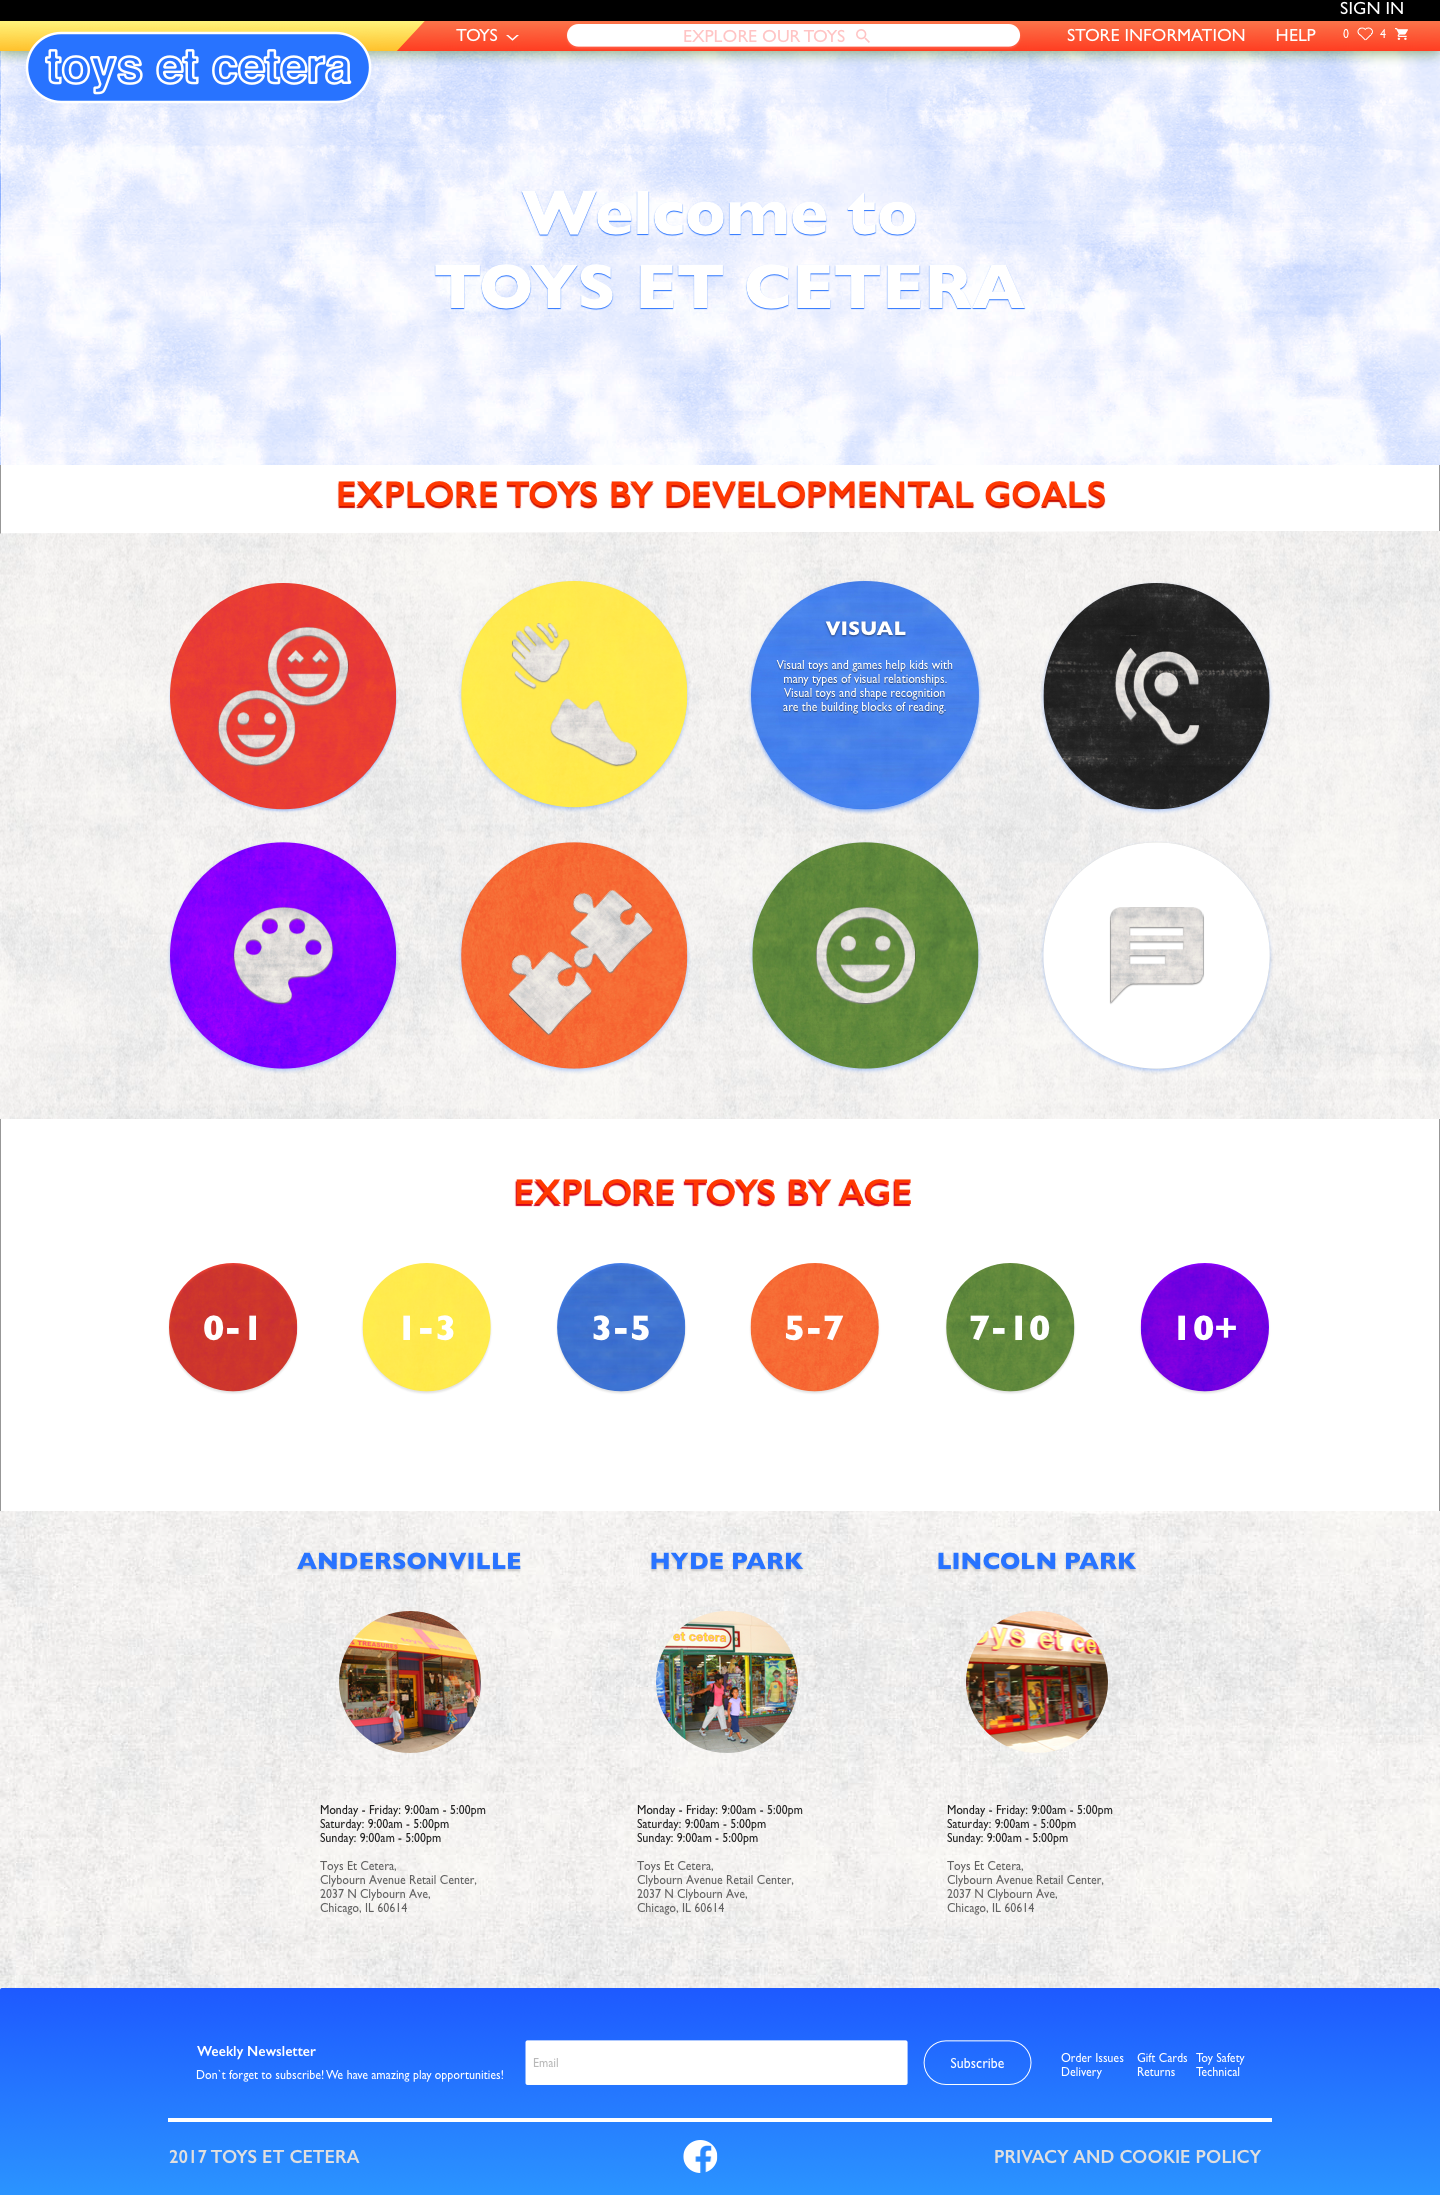 SIGN IN
TOYS
EXPLORE OUR TOYS
STORE INFORMATION
HELP
0
4
toys et cetera
Welcome to
TOYS ET CETERA
EXPLORE TOYS BY DEVELOPMENTAL GOALS
VISUAL
Visual toys and games help kids with
many types of visual relationships.
Visual toys and shape recognition
are the building blocks of reading.
EXPLORE TOYS BY AGE
0-1
1-3
3-5
5-7
7-10
10+
ANDERSONVILLE
TREASURES
Monday - Friday: 9:00am - 5:00pm
Saturday: 9:00am - 5:00pm
Sunday: 9:00am - 5:00pm
Toys Et Cetera,
Clybourn Avenue Retail Center,
2037 N Clybourn Ave,
Chicago, IL 60614
HYDE PARK
et cetera
Monday - Friday: 9:00am - 5:00pm
Saturday: 9:00am - 5:00pm
Sunday: 9:00am - 5:00pm
Toys Et Cetera,
Clybourn Avenue Retail Center,
2037 N Clybourn Ave,
Chicago, IL 60614
LINCOLN PARK
oys et ce
Monday - Friday: 9:00am - 5:00pm
Saturday: 9:00am - 5:00pm
Sunday: 9:00am - 5:00pm
Toys Et Cetera,
Clybourn Avenue Retail Center,
2037 N Clybourn Ave,
Chicago, IL 60614
Weekly Newsletter
Don`t forget to subscribe! We have amazing play opportunities!
Email
Subscribe
Order Issues
Delivery
Gift Cards
Returns
Toy Safety
Technical
2017 TOYS ET CETERA
PRIVACY AND COOKIE POLICY